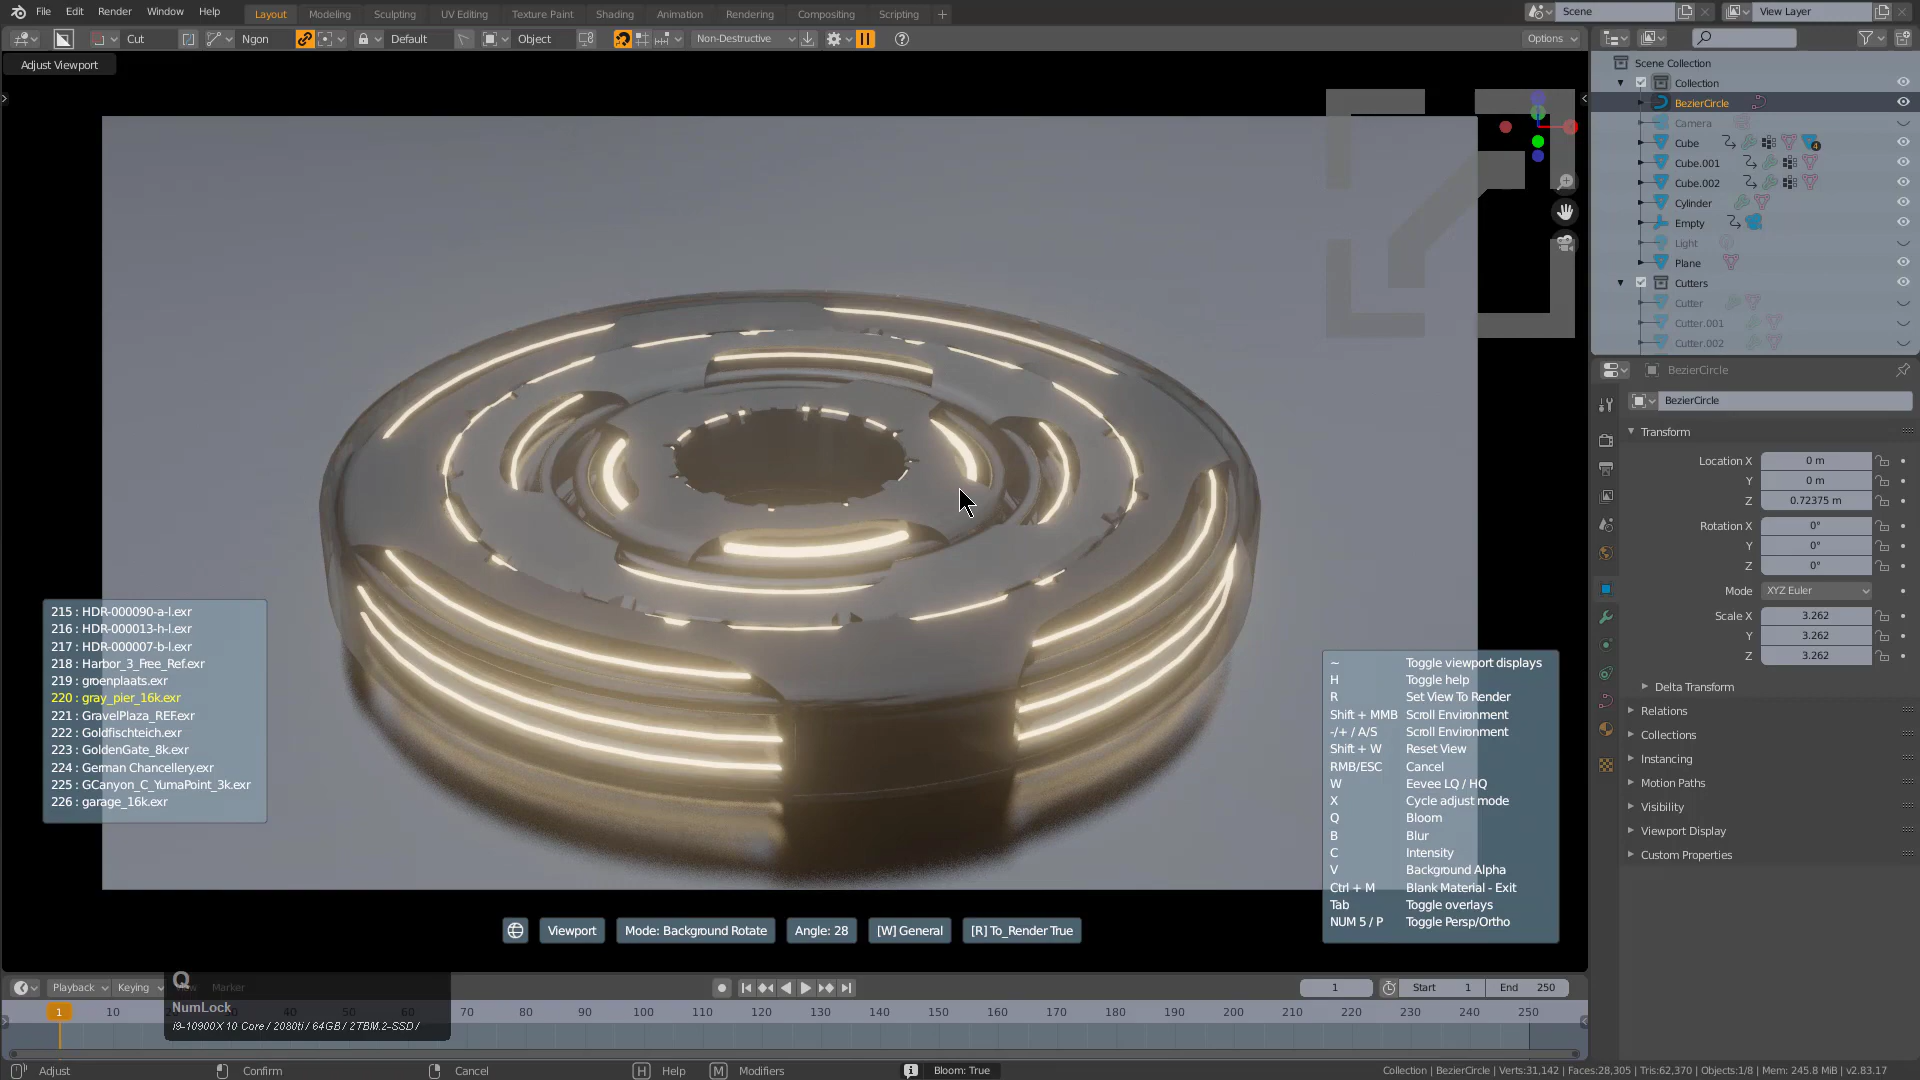 File Edit Render Window Help Layout Modeling Sculpting UV Editing Texture Paint Shading Animation Rendering Compositing Scripting + Scene View Layer
Cut Ngon Default Object Non-Destructive Options
Adjust Viewport
Scene Collection
Collection
BezierCircle
Camera
Cube 4
Cube.001
Cube.002
Cylinder
Empty
Light
Plane
Cutters
Cutter
Cutter.001
Cutter.002
BezierCircle
BezierCircle
Transform
Location X 0 m
Y 0 m
Z 0.72375 m
Rotation X 0°
Y 0°
Z 0°
Mode XYZ Euler
Scale X 3.262
Y 3.262
Z 3.262
Delta Transform
Relations
Collections
Instancing
Motion Paths
Visibility
Viewport Display
Custom Properties
215 : HDR-000090-a-l.exr
216 : HDR-000013-h-l.exr
217 : HDR-000007-b-l.exr
218 : Harbor_3_Free_Ref.exr
219 : groenplaats.exr
220 : gray_pier_16k.exr
221 : GravelPlaza_REF.exr
222 : Goldfischteich.exr
223 : GoldenGate_8k.exr
224 : German Chancellery.exr
225 : GCanyon_C_YumaPoint_3k.exr
226 : garage_16k.exr
~ Toggle viewport displays
H Toggle help
R Set View To Render
Shift + MMB Scroll Environment
-/+ / A/S Scroll Environment
Shift + W Reset View
RMB/ESC Cancel
W Eevee LQ / HQ
X Cycle adjust mode
Q Bloom
B Blur
C Intensity
V Background Alpha
Ctrl + M Blank Material - Exit
Tab Toggle overlays
NUM 5 / P Toggle Persp/Ortho
Viewport Mode: Background Rotate Angle: 28 [W] General [R] To_Render True
Playback Keying Marker 1 Start 1 End 250
Q
NumLock
i9-10900X 10 Core / 2080ti / 64GB / 2TBM.2-SSD /
1 10 70 80 90 100 110 120 130 140 150 160 170 180 190 200 210 220 230 240 250
Adjust Confirm Cancel H Help M Modifiers Bloom: True Collection | BezierCircle | Verts:31,142 | Faces:28,305 | Tris:62,370 | Objects:1/8 | Mem: 245.8 MiB | v2.83.17